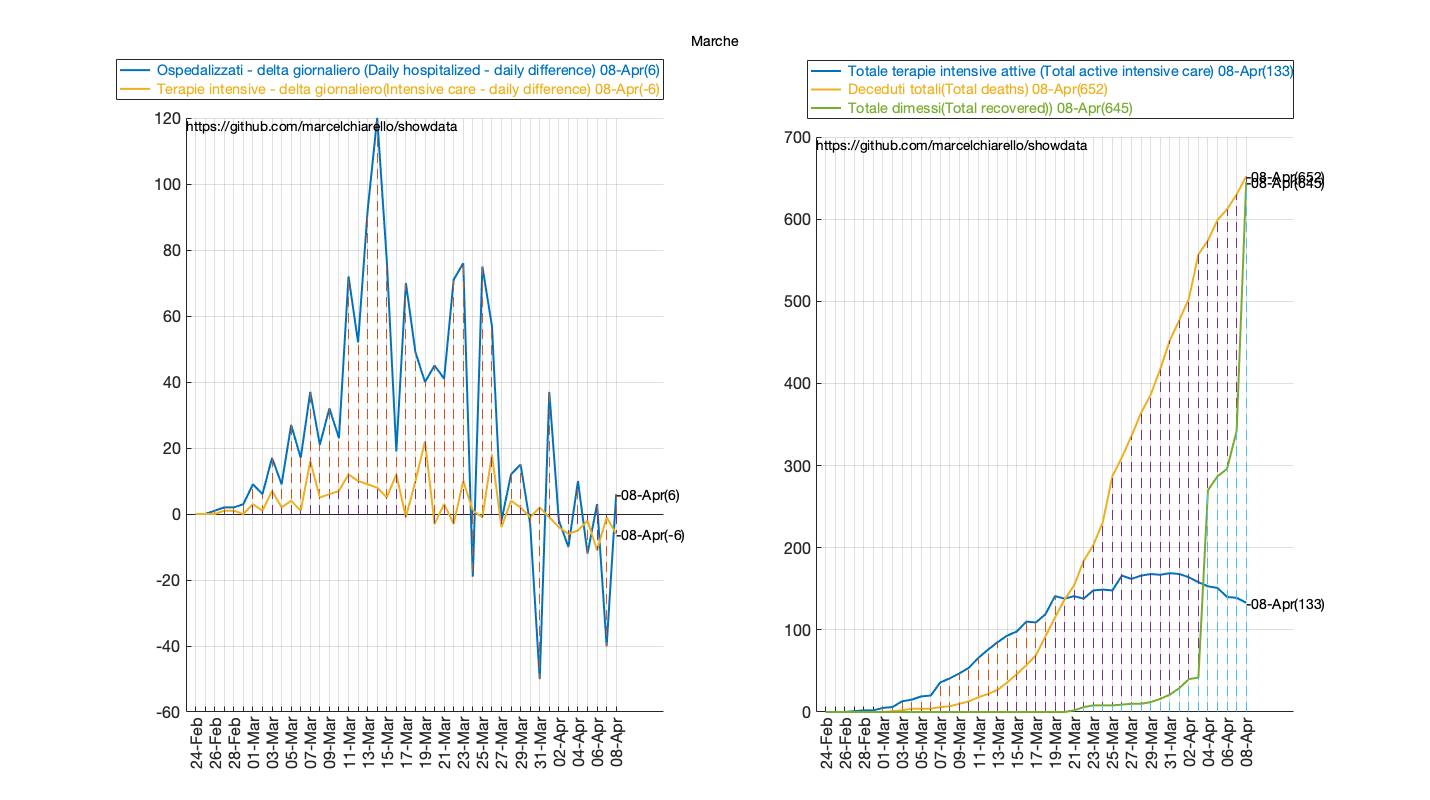 Marche
Ospedalizzati - delta giornaliero (Daily hospitalized - daily difference) 08-Apr(6)
Terapie intensive - delta giornaliero(Intensive care - daily difference) 08-Apr(-6)
https://github.com/marcelchiarello/showdata
120
100
80
60
40
20
0
-20
-40
-60
-08-Apr(6)
-08-Apr(-6)
24-Feb
26-Feb
28-Feb
01-Mar
03-Mar
05-Mar
07-Mar
09-Mar
11-Mar
13-Mar
15-Mar
17-Mar
19-Mar
21-Mar
23-Mar
25-Mar
27-Mar
29-Mar
31-Mar
02-Apr
04-Apr
06-Apr
08-Apr
Totale terapie intensive attive (Total active intensive care) 08-Apr(133)
Deceduti totali(Total deaths) 08-Apr(652)
Totale dimessi(Total recovered)) 08-Apr(645)
https://github.com/marcelchiarello/showdata
700
600
500
400
300
200
100
0
-08-Apr(652)
-08-Apr(645)
-08-Apr(133)
24-Feb
26-Feb
28-Feb
01-Mar
03-Mar
05-Mar
07-Mar
09-Mar
11-Mar
13-Mar
15-Mar
17-Mar
19-Mar
21-Mar
23-Mar
25-Mar
27-Mar
29-Mar
31-Mar
02-Apr
04-Apr
06-Apr
08-Apr